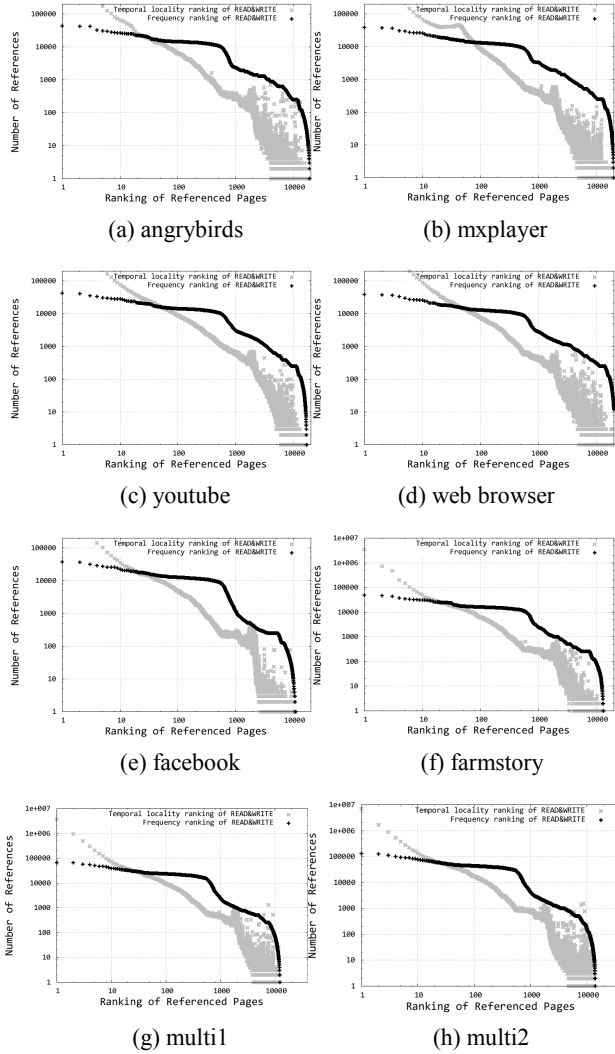 Temporal locality ranking of READ&WRITE
Frequency ranking of READ&WRITE
Number of References
100000
10000
1000
100
10
1
1 10 100 1000 10000
Ranking of Referenced Pages
(a) angrybirds
Temporal locality ranking of READ&WRITE
Frequency ranking of READ&WRITE
Number of References
100000
10000
1000
100
10
1
1 10 100 1000 10000
Ranking of Referenced Pages
(b) mxplayer
Temporal locality ranking of READ&WRITE
Frequency ranking of READ&WRITE
Number of References
100000
10000
1000
100
10
1
1 10 100 1000 10000
Ranking of Referenced Pages
(c) youtube
Temporal locality ranking of READ&WRITE
Frequency ranking of READ&WRITE
Number of References
100000
10000
1000
100
10
1
1 10 100 1000 10000
Ranking of Referenced Pages
(d) web browser
Temporal locality ranking of READ&WRITE
Frequency ranking of READ&WRITE
Number of References
100000
10000
1000
100
10
1
1 10 100 1000 10000
Ranking of Referenced Pages
(e) facebook
Temporal locality ranking of READ&WRITE
Frequency ranking of READ&WRITE
Number of References
1e+007
1e+006
100000
10000
1000
100
10
1
1 10 100 1000 10000
Ranking of Referenced Pages
(f) farmstory
Temporal locality ranking of READ&WRITE
Frequency ranking of READ&WRITE
Number of References
1e+007
1e+006
100000
10000
1000
100
10
1
1 10 100 1000 10000
Ranking of Referenced Pages
(g) multi1
Temporal locality ranking of READ&WRITE
Frequency ranking of READ&WRITE
Number of References
1e+007
1e+006
100000
10000
1000
100
10
1
1 10 100 1000 10000
Ranking of Referenced Pages
(h) multi2